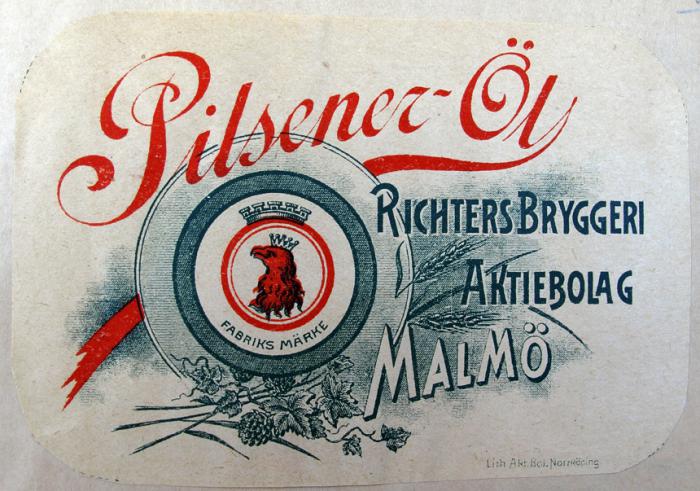 Pilsener-Öl
RICHTERS BRYGGERI
AKTIEBOLAG
FABRIKS MÄRKE
MALMÖ
Lith. Akt. Bol. Norrköping